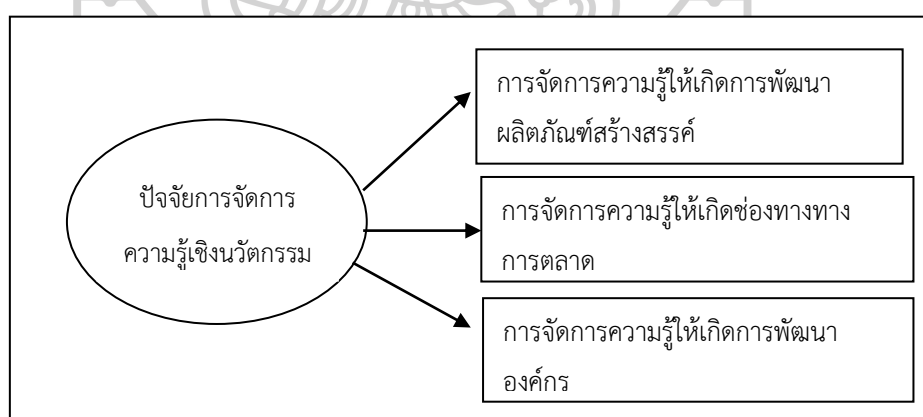 ปัจจัยการจัดการ
ความรู้เชิงนวัตกรรม
การจัดการความรู้ให้เกิดการพัฒนา
ผลิตภัณฑ์สร้างสรรค์
การจัดการความรู้ให้เกิดช่องทางทาง
การตลาด
การจัดการความรู้ให้เกิดการพัฒนา
องค์กร